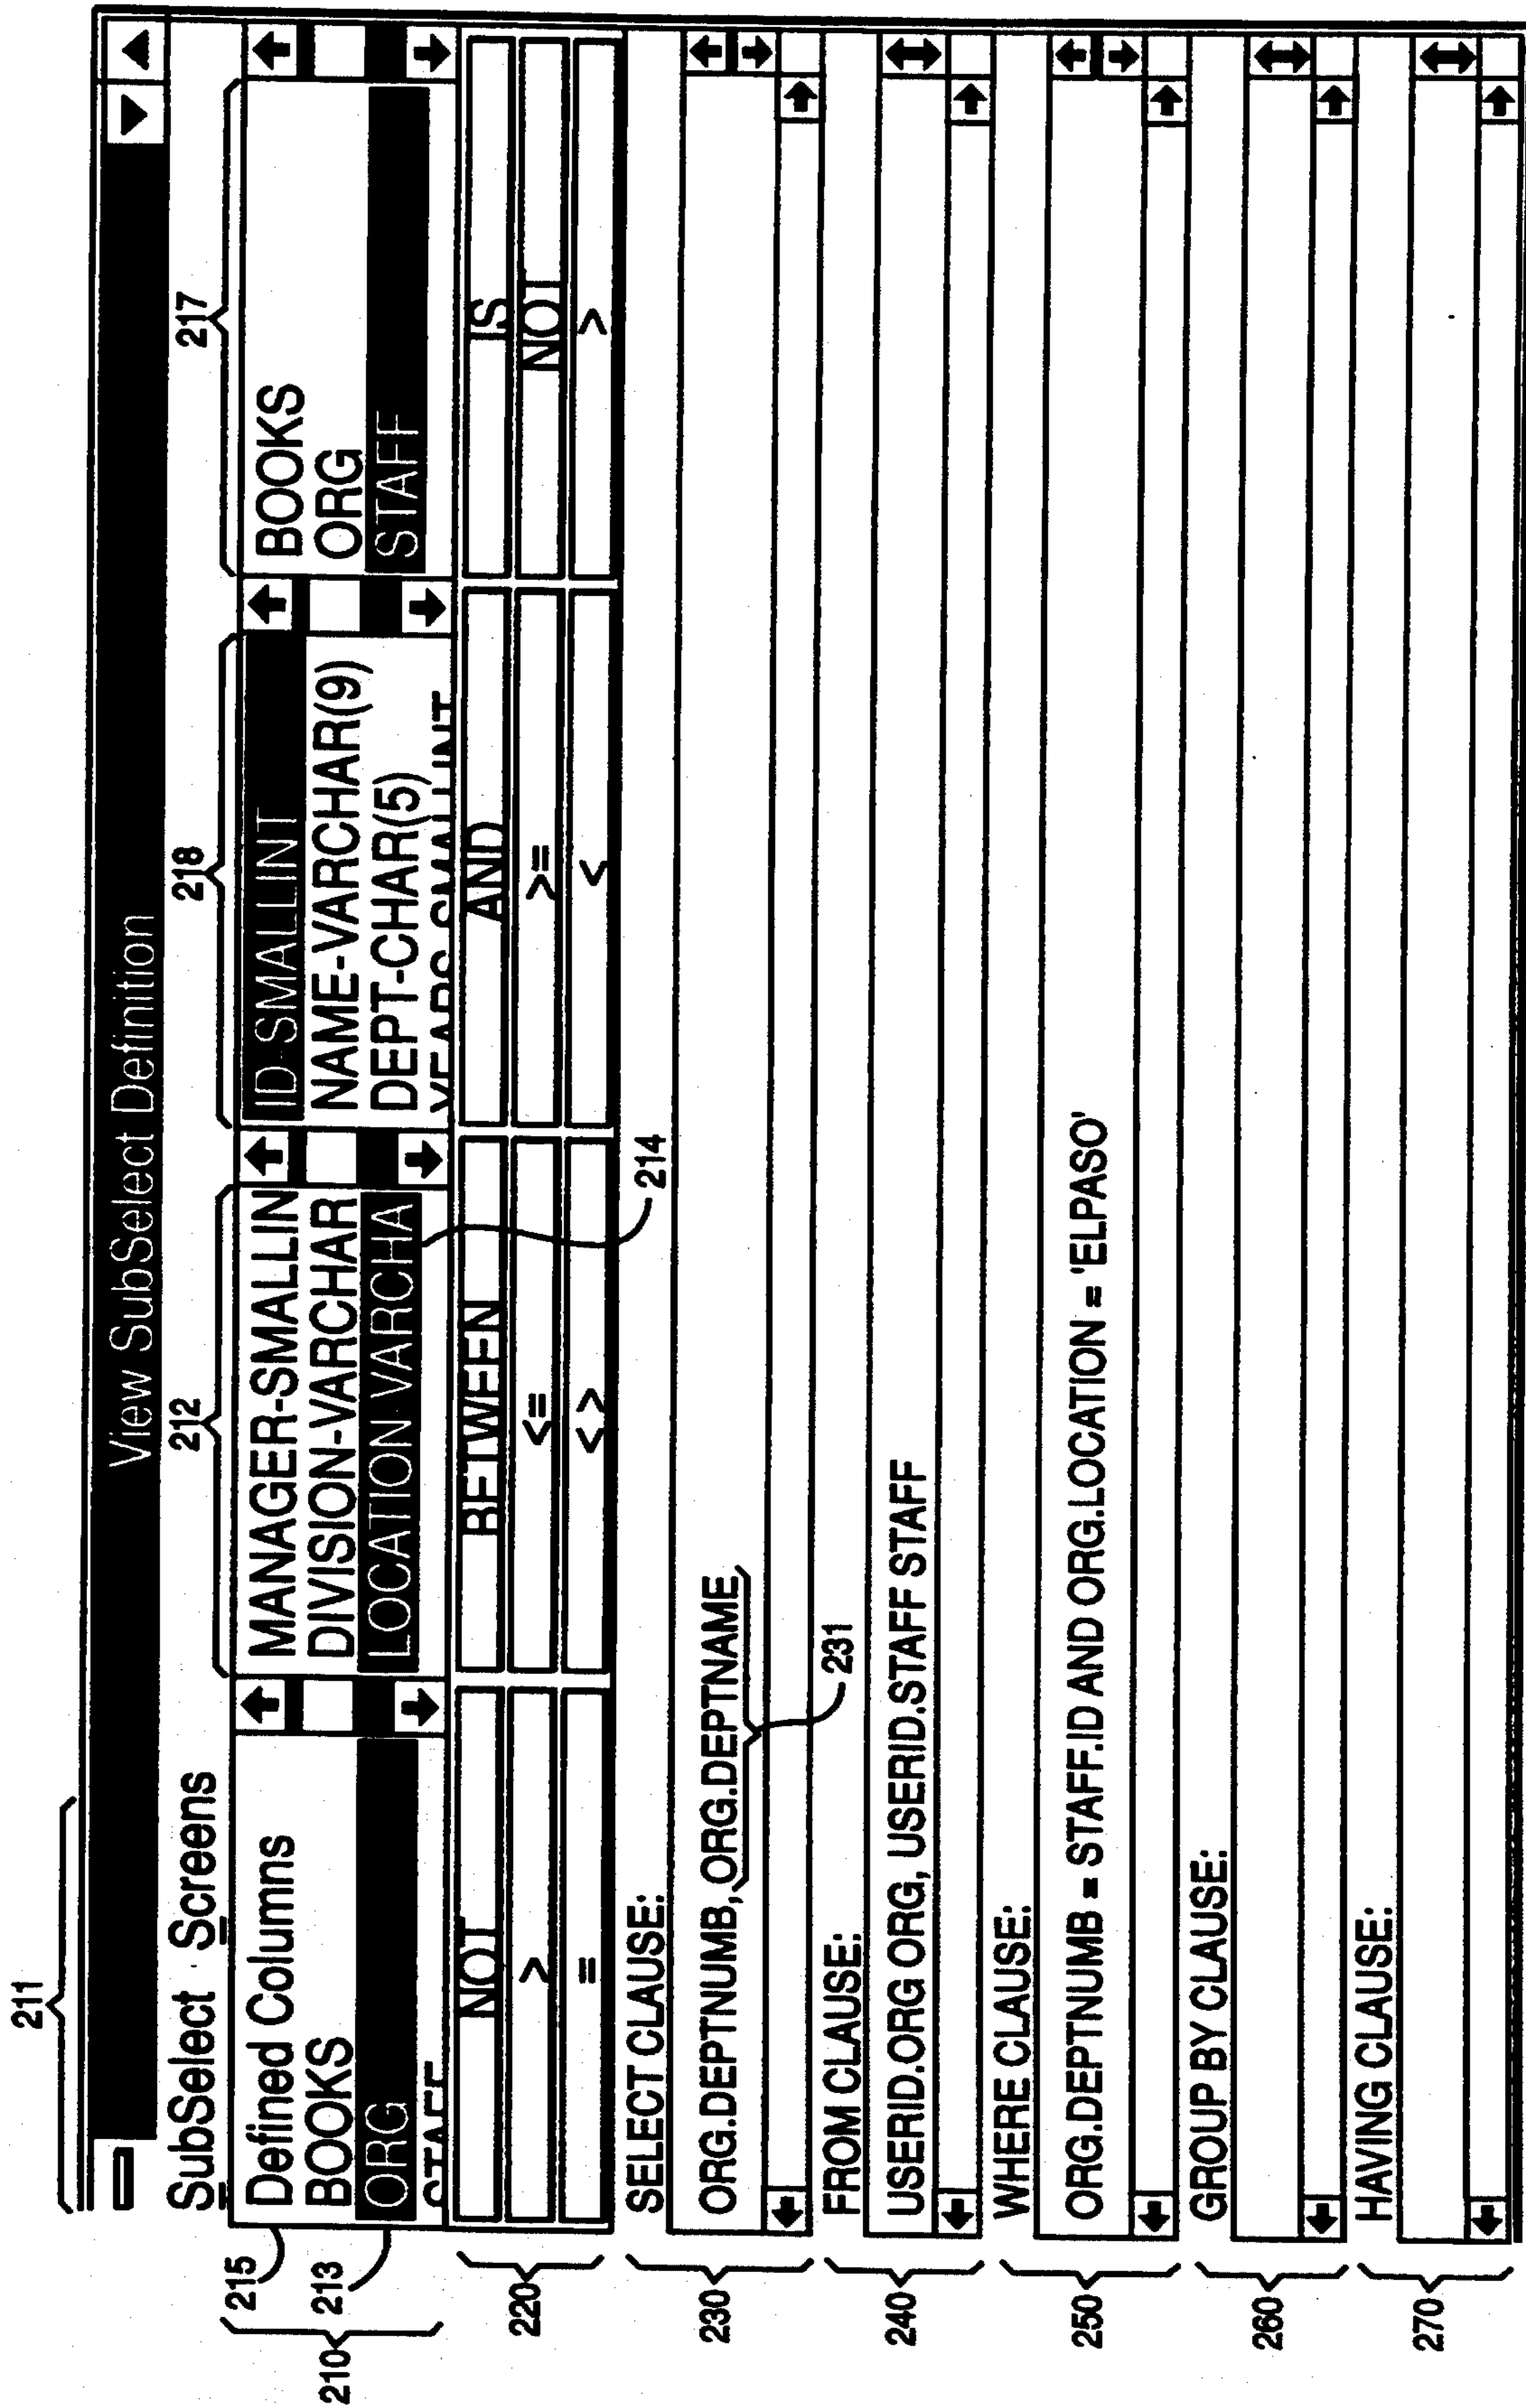 211
View SubSelect Definition
SubSelect Screens
212
218
217
215
213
210
Defined Columns
BOOKS
ORG
STAFF
MANAGER-SMALLIN
DIVISION-VARCHAR
LOCATION-VARCHA
214
ID-SMALLINT
NAME-VARCHAR(9)
DEPT-CHAR(5)
YEARS-SMALLINT
BOOKS
ORG
STAFF
220
NOT BETWEEN AND IS
> <= >= NOT
= <> < >
230
SELECT CLAUSE:
ORG.DEPTNUMB, ORG.DEPTNAME
231
240
FROM CLAUSE:
USERID.ORG ORG, USERID.STAFF STAFF
250
WHERE CLAUSE:
ORG.DEPTNUMB = STAFF.ID AND ORG.LOCATION = 'ELPASO'
260
GROUP BY CLAUSE:
270
HAVING CLAUSE: